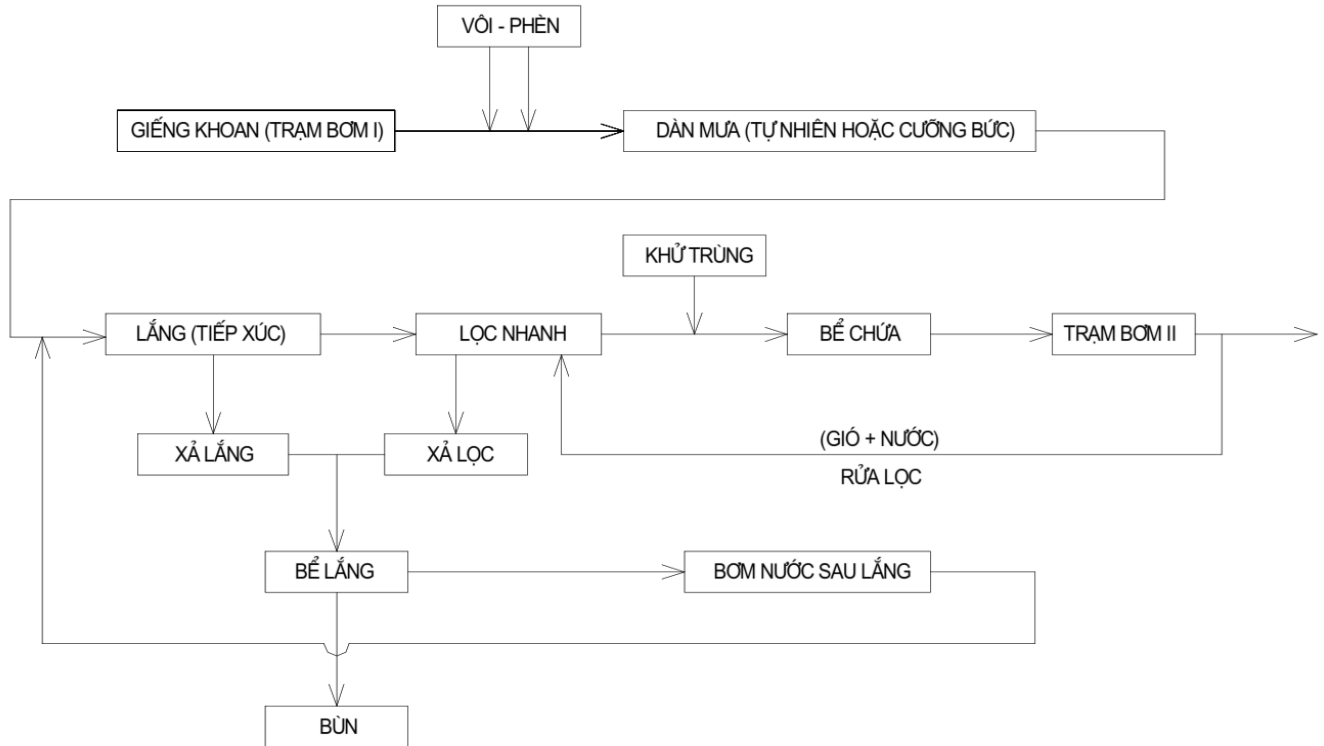 VÔI - PHÈN
GIẾNG KHOAN (TRẠM BƠM I)
DÀN MƯA (TỰ NHIÊN HOẶC CƯỠNG BỨC)
KHỬ TRÙNG
LẮNG (TIẾP XÚC)
LỌC NHANH
BỂ CHỨA
TRẠM BƠM II
XẢ LẮNG
XẢ LỌC
(GIÓ + NƯỚC)
RỬA LỌC
BỂ LẮNG
BƠM NƯỚC SAU LẮNG
BÙN